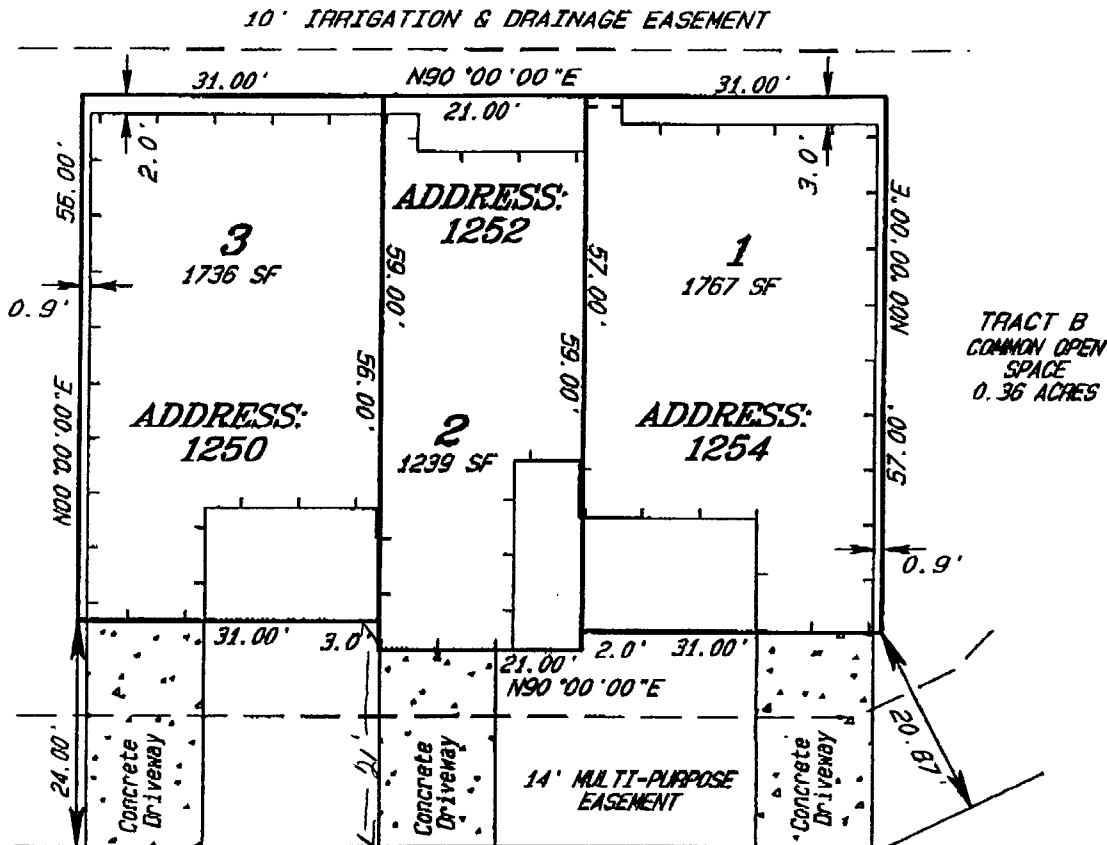 10' IRRIGATION & DRAINAGE EASEMENT
31.00'
N90°00'00"E
31.00'
21.00'
2.0'
3.0'
56.00'
ADDRESS:
1252
3
1736 SF
59.00'
57.00'
1
1767 SF
N00°00'00"E
0.9'
TRACT B
COMMON OPEN
SPACE
0.36 ACRES
56.00'
59.00'
N00°00'00"E
ADDRESS:
1250
2
1239 SF
ADDRESS:
1254
57.00'
0.9'
31.00'
3.0'
21.00'
2.0'
31.00'
N90°00'00"E
24.00'
Concrete
Driveway
21'
Concrete
Driveway
14' MULTI-PURPOSE
EASEMENT
Concrete
Driveway
20.87'